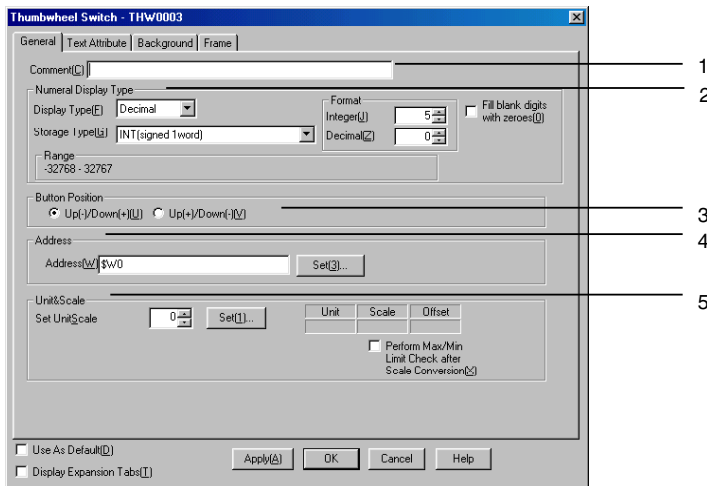 Thumbwheel Switch - THW0003
General Text Attribute Background Frame
Comment(C) 1
Numeral Display Type 2
Display Type(F) Decimal
Storage Type(G) INT(signed 1word)
Format
Integer(J) 5
Decimal(Z) 0
Fill blank digits
with zeroes(0)
Range
-32768 - 32767
Button Position
Up(-)/Down(+)(U) Up(+)/Down(-)(V) 3
Address 4
Address(W) $W0 Set(3)...
Unit&Scale 5
Set UnitScale 0 Set(1)...
Unit Scale Offset
Perform Max/Min
Limit Check after
Scale Conversion(X)
Use As Default(D)
Display Expansion Tabs(T)
Apply(A) OK Cancel Help